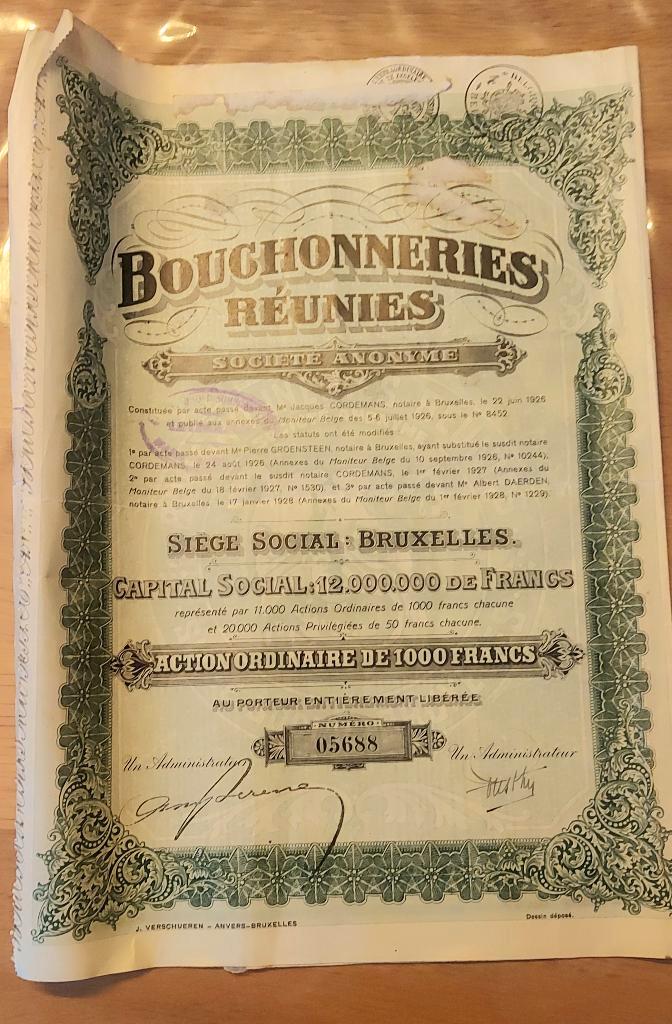 BOUCHONNERIES
RÉUNIES
SOCIÉTÉ ANONYME
Constituée par acte passé devant Me Jacques CORDEMANS, notaire à Bruxelles, le 22 juin 1926
et publié aux annexes du Moniteur Belge des 5-6 juillet 1926, sous le No 8452
Les statuts ont été modifiés
1o par acte passé devant Me Pierre GROENSTEEN, notaire à Bruxelles, ayant substitué le susdit notaire
CORDEMANS, le 24 août 1926 (Annexes du Moniteur Belge du 10 septembre 1926, No 10244),
2o par acte passé devant le susdit notaire CORDEMANS, le 1er février 1927 (Annexes du
Moniteur Belge du 18 février 1927, No 1530), et 3o par acte passé devant Me Albert DAERDEN,
notaire à Bruxelles, le 17 janvier 1928 (Annexes du Moniteur Belge du 1er février 1928, No 1229).
SIÈGE SOCIAL : BRUXELLES.
CAPITAL SOCIAL : 12.000.000 DE FRANCS
représenté par 11.000 Actions Ordinaires de 1000 francs chacune
et 20.000 Actions Privilégiées de 50 francs chacune.
ACTION ORDINAIRE DE 1000 FRANCS
AU PORTEUR ENTIÈREMENT LIBÉRÉE
NUMÉRO
05688
Un Administrateur
Un Administrateur
J. VERSCHUEREN - ANVERS-BRUXELLES
Dessin déposé.